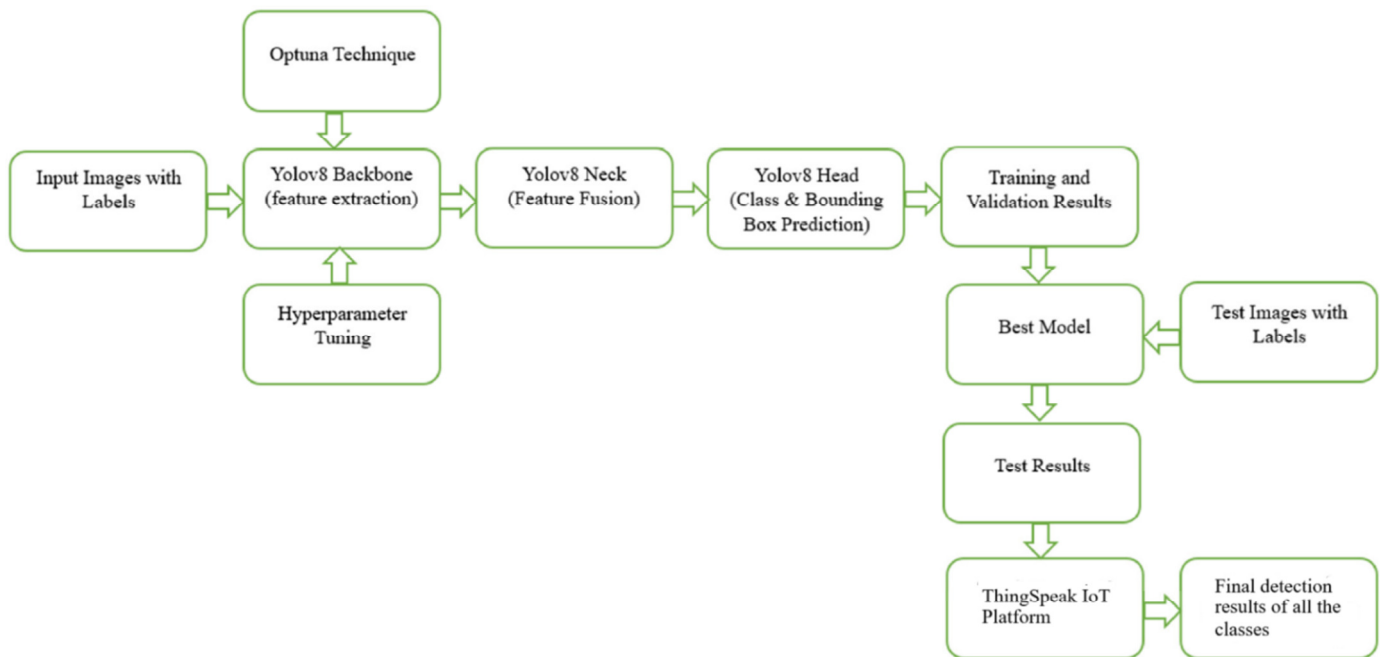 Optuna Technique
Input Images with
Labels
Yolov8 Backbone
(feature extraction)
Yolov8 Neck
(Feature Fusion)
Yolov8 Head
(Class & Bounding
Box Prediction)
Training and
Validation Results
Hyperparameter
Tuning
Best Model
Test Images with
Labels
Test Results
ThingSpeak IoT
Platform
Final detection
results of all the
classes